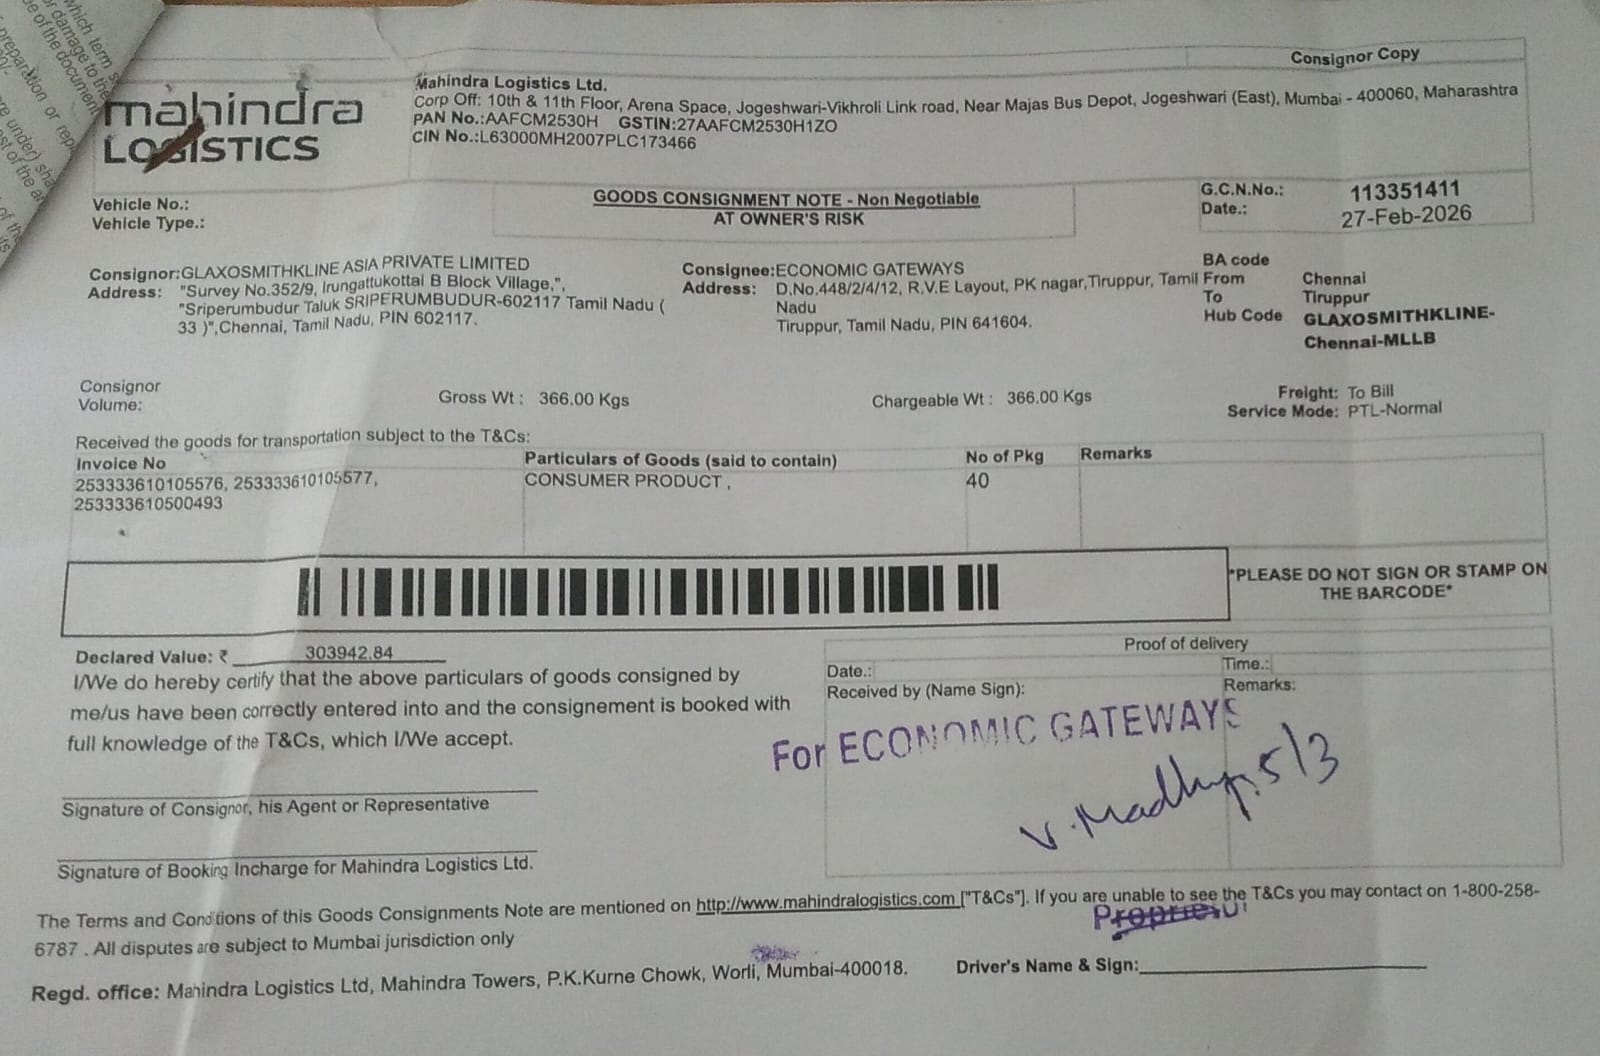 Consignor Copy
mahindra
LOGISTICS
Mahindra Logistics Ltd.
Corp Off: 10th & 11th Floor, Arena Space, Jogeshwari-Vikhroli Link road, Near Majas Bus Depot, Jogeshwari (East), Mumbai - 400060, Maharashtra
PAN No.:AAFCM2530H GSTIN:27AAFCM2530H1ZO
CIN No.:L63000MH2007PLC173466
Vehicle No.:
Vehicle Type.:
GOODS CONSIGNMENT NOTE - Non Negotiable
AT OWNER'S RISK
G.C.N.No.: 113351411
Date.: 27-Feb-2026
Consignor:GLAXOSMITHKLINE ASIA PRIVATE LIMITED
Address: "Survey No.352/9, Irungattukottai B Block Village,",
"Sriperumbudur Taluk SRIPERUMBUDUR-602117 Tamil Nadu (
33 )",Chennai, Tamil Nadu, PIN 602117.
Consignee:ECONOMIC GATEWAYS
Address: D.No.448/2/4/12, R.V.E Layout, PK nagar,Tiruppur, Tamil
Nadu
Tiruppur, Tamil Nadu, PIN 641604.
BA code
From Chennai
To Tiruppur
Hub Code GLAXOSMITHKLINE-
Chennai-MLLB
Consignor
Volume:
Gross Wt : 366.00 Kgs
Chargeable Wt : 366.00 Kgs
Freight: To Bill
Service Mode: PTL-Normal
Received the goods for transportation subject to the T&Cs:
Invoice No Particulars of Goods (said to contain) No of Pkg Remarks
253333610105576, 253333610105577, CONSUMER PRODUCT , 40
253333610500493
*PLEASE DO NOT SIGN OR STAMP ON
THE BARCODE*
Declared Value: ₹ 303942.84
I/We do hereby certify that the above particulars of goods consigned by
me/us have been correctly entered into and the consignement is booked with
full knowledge of the T&Cs, which I/We accept.
Proof of delivery
Date.: Time.:
Received by (Name Sign): Remarks:
For ECONOMIC GATEWAYS
5/3
Signature of Consignor, his Agent or Representative
Signature of Booking Incharge for Mahindra Logistics Ltd.
The Terms and Conditions of this Goods Consignments Note are mentioned on http://www.mahindralogistics.com ["T&Cs"]. If you are unable to see the T&Cs you may contact on 1-800-258-
6787 . All disputes are subject to Mumbai jurisdiction only
Regd. office: Mahindra Logistics Ltd, Mahindra Towers, P.K.Kurne Chowk, Worli, Mumbai-400018.
Driver's Name & Sign: